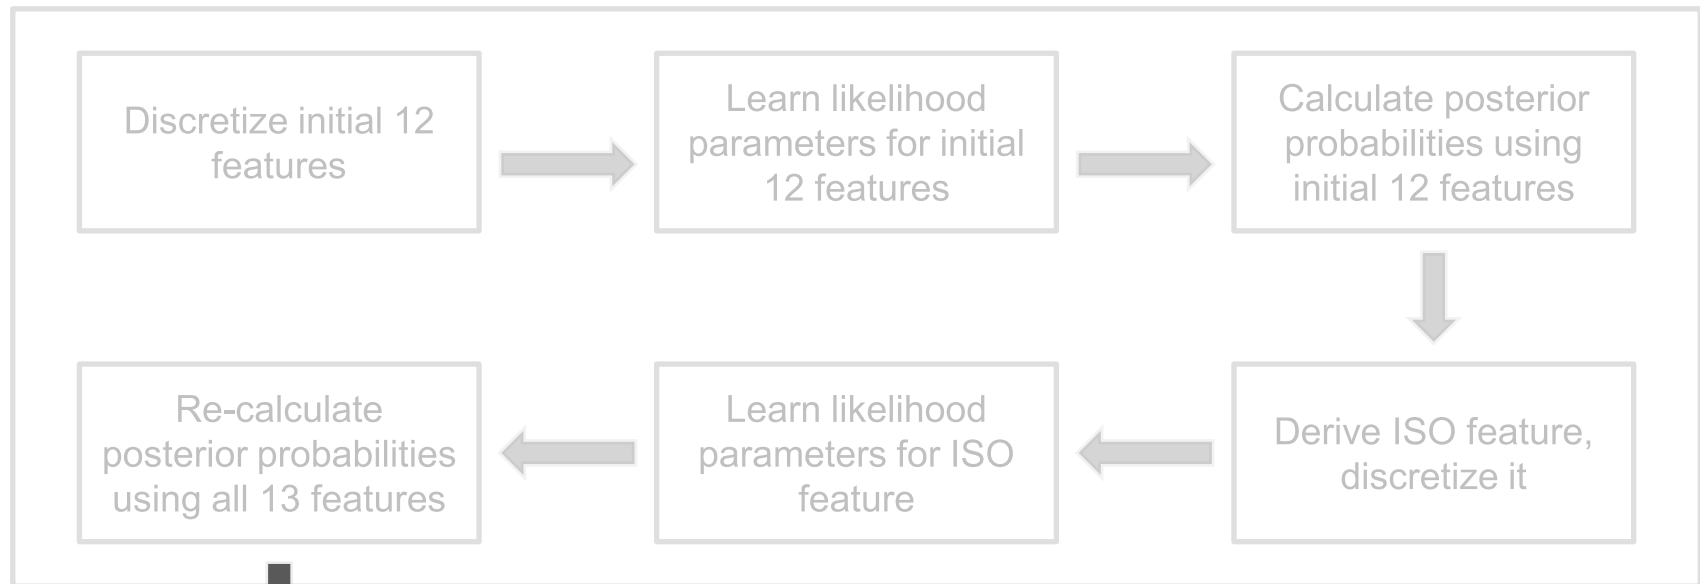 Discretize initial 12
features
Learn likelihood
parameters for initial
12 features
Calculate posterior
probabilities using
initial 12 features
Derive ISO feature,
discretize it
Learn likelihood
parameters for ISO
feature
Re-calculate
posterior probabilities
using all 13 features